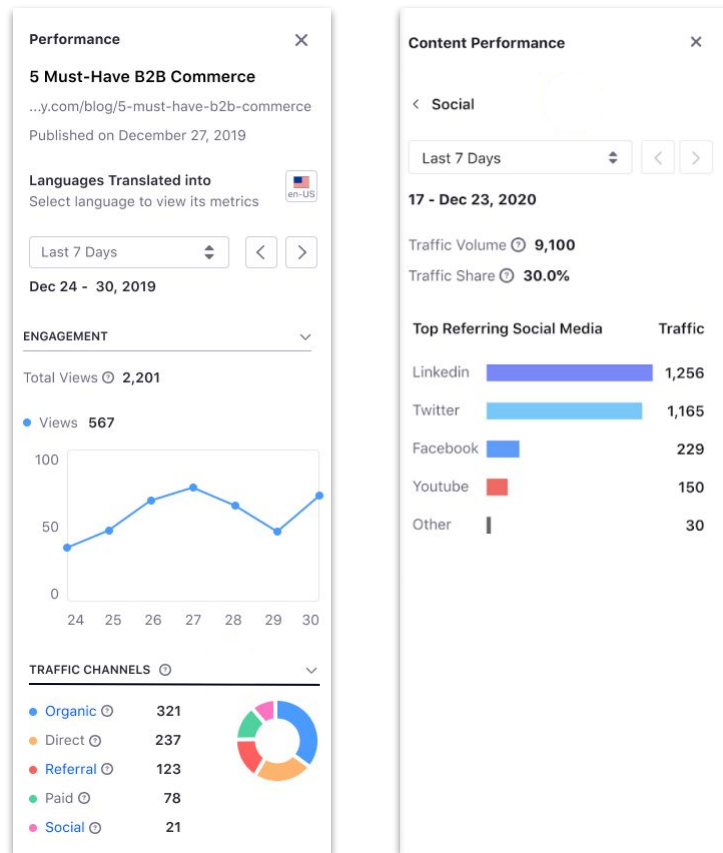 Performance
5 Must-Have B2B Commerce
...y.com/blog/5-must-have-b2b-commerce
Published on December 27, 2019
Languages Translated into
Select language to view its metrics
en-US
Last 7 Days
Dec 24 - 30, 2019
ENGAGEMENT
Total Views ? 2,201
Views 567
100
50
0
24 25 26 27 28 29 30
TRAFFIC CHANNELS ?
Organic ? 321
Direct ? 237
Referral ? 123
Paid ? 78
Social ? 21
Content Performance
Social
Last 7 Days
17 - Dec 23, 2020
Traffic Volume ? 9,100
Traffic Share ? 30.0%
Top Referring Social Media Traffic
Linkedin 1,256
Twitter 1,165
Facebook 229
Youtube 150
Other 30